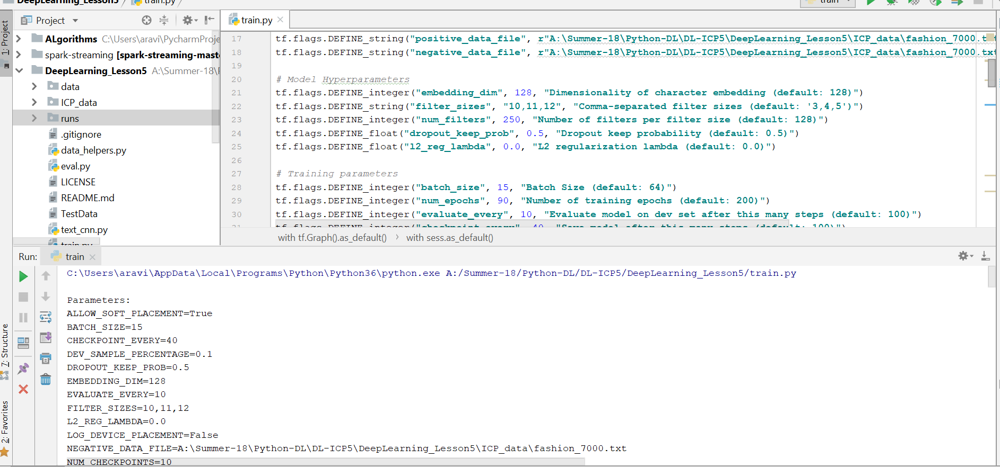 DeepLearning_Lesson5 train.py train
Project train.py
1: Project
ALgorithms C:\Users\aravi\PycharmProje
spark-streaming [spark-streaming-maste
DeepLearning_Lesson5 A:\Summer-18\
data
ICP_data
runs
.gitignore
data_helpers.py
eval.py
LICENSE
README.md
TestData
text_cnn.py
train.py
17 tf.flags.DEFINE_string("positive_data_file", r"A:\Summer-18\Python-DL\DL-ICP5\DeepLearning_Lesson5\ICP_data\fashion_7000.txt
18 tf.flags.DEFINE_string("negative_data_file", r"A:\Summer-18\Python-DL\DL-ICP5\DeepLearning_Lesson5\ICP_data\fashion_7000.txt
19
20 # Model Hyperparameters
21 tf.flags.DEFINE_integer("embedding_dim", 128, "Dimensionality of character embedding (default: 128)")
22 tf.flags.DEFINE_string("filter_sizes", "10,11,12", "Comma-separated filter sizes (default: '3,4,5')")
23 tf.flags.DEFINE_integer("num_filters", 250, "Number of filters per filter size (default: 128)")
24 tf.flags.DEFINE_float("dropout_keep_prob", 0.5, "Dropout keep probability (default: 0.5)")
25 tf.flags.DEFINE_float("l2_reg_lambda", 0.0, "L2 regularization lambda (default: 0.0)")
26
27 # Training parameters
28 tf.flags.DEFINE_integer("batch_size", 15, "Batch Size (default: 64)")
29 tf.flags.DEFINE_integer("num_epochs", 90, "Number of training epochs (default: 200)")
30 tf.flags.DEFINE_integer("evaluate_every", 10, "Evaluate model on dev set after this many steps (default: 100)")
31 tf.flags.DEFINE_integer("checkpoint_every", 40, "Save model after this many steps (default: 100)")
with tf.Graph().as_default() › with sess.as_default()
Run: train
C:\Users\aravi\AppData\Local\Programs\Python\Python36\python.exe A:/Summer-18/Python-DL/DL-ICP5/DeepLearning_Lesson5/train.py
Parameters:
ALLOW_SOFT_PLACEMENT=True
BATCH_SIZE=15
CHECKPOINT_EVERY=40
DEV_SAMPLE_PERCENTAGE=0.1
DROPOUT_KEEP_PROB=0.5
EMBEDDING_DIM=128
EVALUATE_EVERY=10
FILTER_SIZES=10,11,12
L2_REG_LAMBDA=0.0
LOG_DEVICE_PLACEMENT=False
NEGATIVE_DATA_FILE=A:\Summer-18\Python-DL\DL-ICP5\DeepLearning_Lesson5\ICP_data\fashion_7000.txt
NUM_CHECKPOINTS=10
7: Structure
2: Favorites